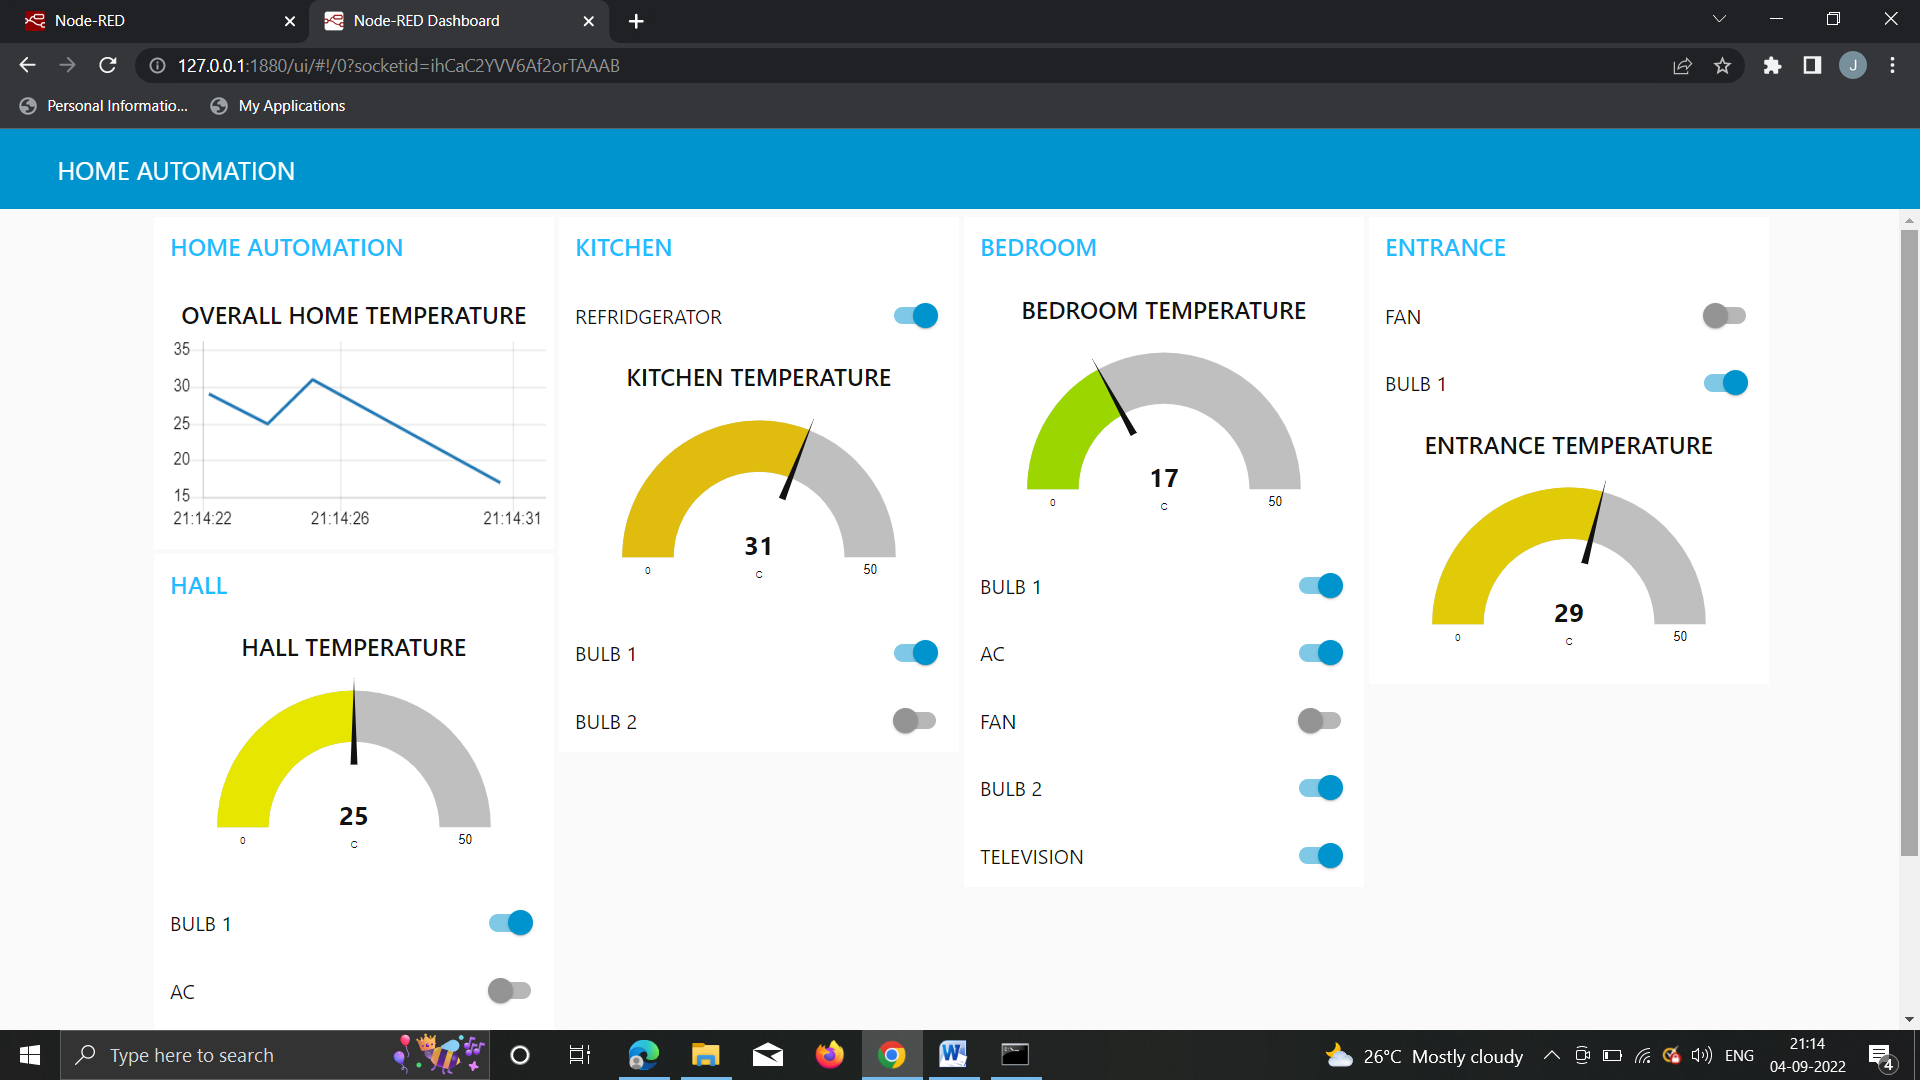 Node-RED
Node-RED Dashboard
127.0.0.1:1880/ui/#!/0?socketid=ihCaC2YVV6Af2orTAAAB
J
Personal Informatio...
My Applications
HOME AUTOMATION
HOME AUTOMATION
OVERALL HOME TEMPERATURE
35
30
25
20
15
21:14:22 21:14:26 21:14:31
HALL
HALL TEMPERATURE
25
0 C 50
BULB 1
AC
KITCHEN
REFRIDGERATOR
KITCHEN TEMPERATURE
31
0 C 50
BULB 1
BULB 2
BEDROOM
BEDROOM TEMPERATURE
17
0 C 50
BULB 1
AC
FAN
BULB 2
TELEVISION
ENTRANCE
FAN
BULB 1
ENTRANCE TEMPERATURE
29
0 C 50
Type here to search
26°C Mostly cloudy
ENG
21:14
04-09-2022
4